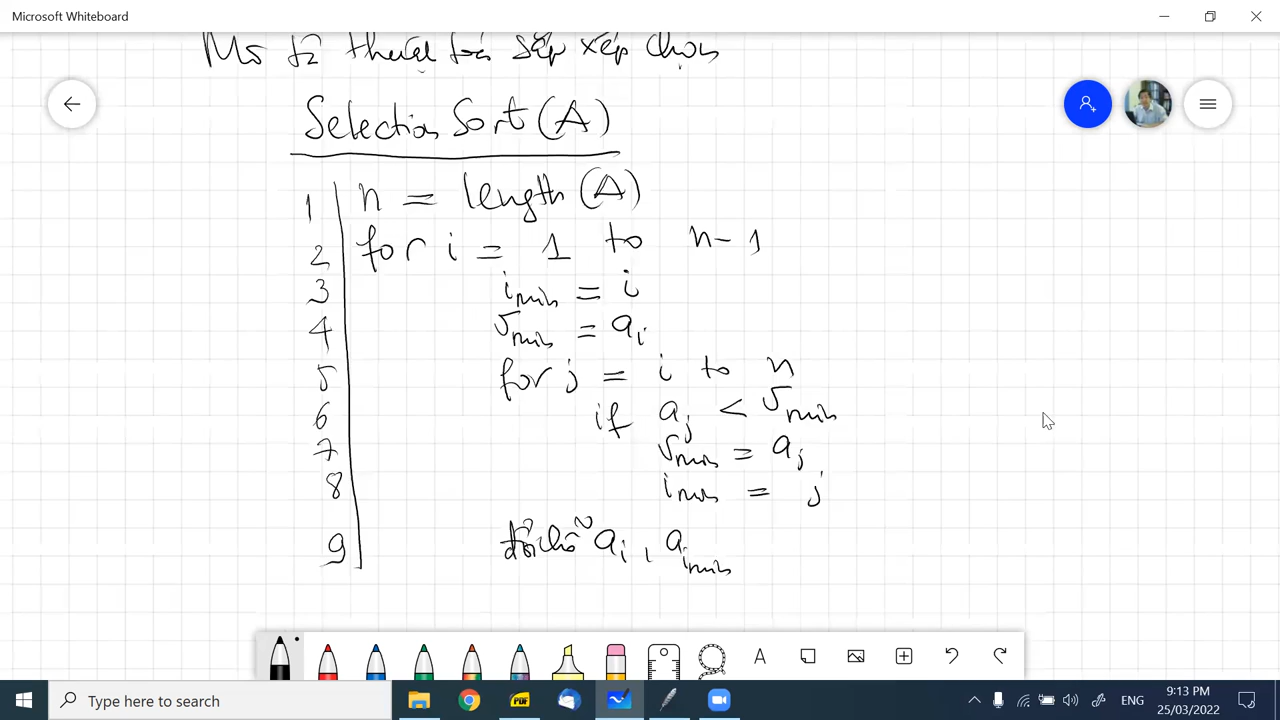 Microsoft Whiteboard
Mô tả thuật toán sắp xếp chọn
Selection Sort (A)
1 n = length (A)
2 for i = 1 to n-1
3 imin = i
4 vmin = ai
5 for j = i to n
6 if aj < vmin
7 vmin = aj
8 imin = j
9 đổi chỗ ai, aimin
A
Type here to search
PDF
ENG
9:13 PM
25/03/2022